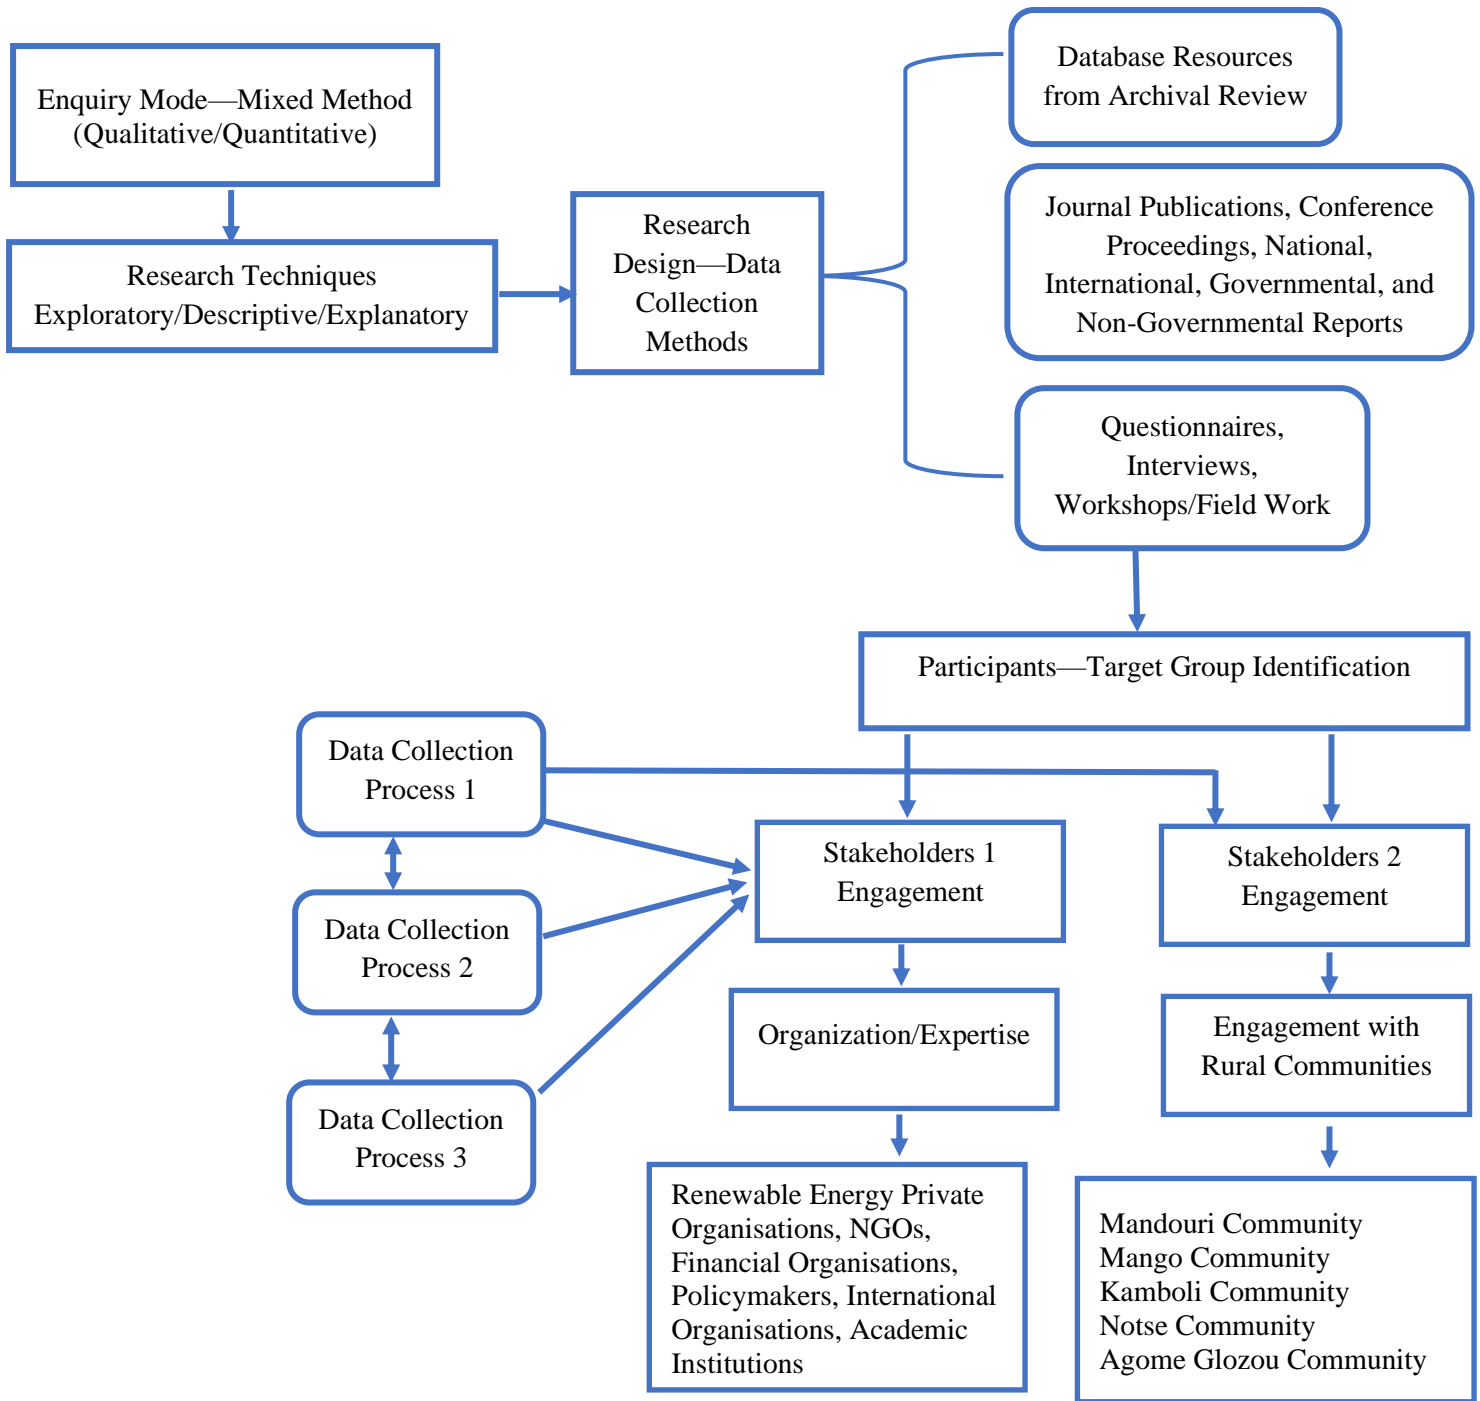 Enquiry Mode—Mixed Method
(Qualitative/Quantitative)
Research Techniques
Exploratory/Descriptive/Explanatory
Research
Design—Data
Collection
Methods
Database Resources
from Archival Review
Journal Publications, Conference
Proceedings, National,
International, Governmental, and
Non-Governmental Reports
Questionnaires,
Interviews,
Workshops/Field Work
Participants—Target Group Identification
Data Collection
Process 1
Data Collection
Process 2
Data Collection
Process 3
Stakeholders 1
Engagement
Organization/Expertise
Renewable Energy Private
Organisations, NGOs,
Financial Organisations,
Policymakers, International
Organisations, Academic
Institutions
Stakeholders 2
Engagement
Engagement with
Rural Communities
Mandouri Community
Mango Community
Kamboli Community
Notse Community
Agome Glozou Community